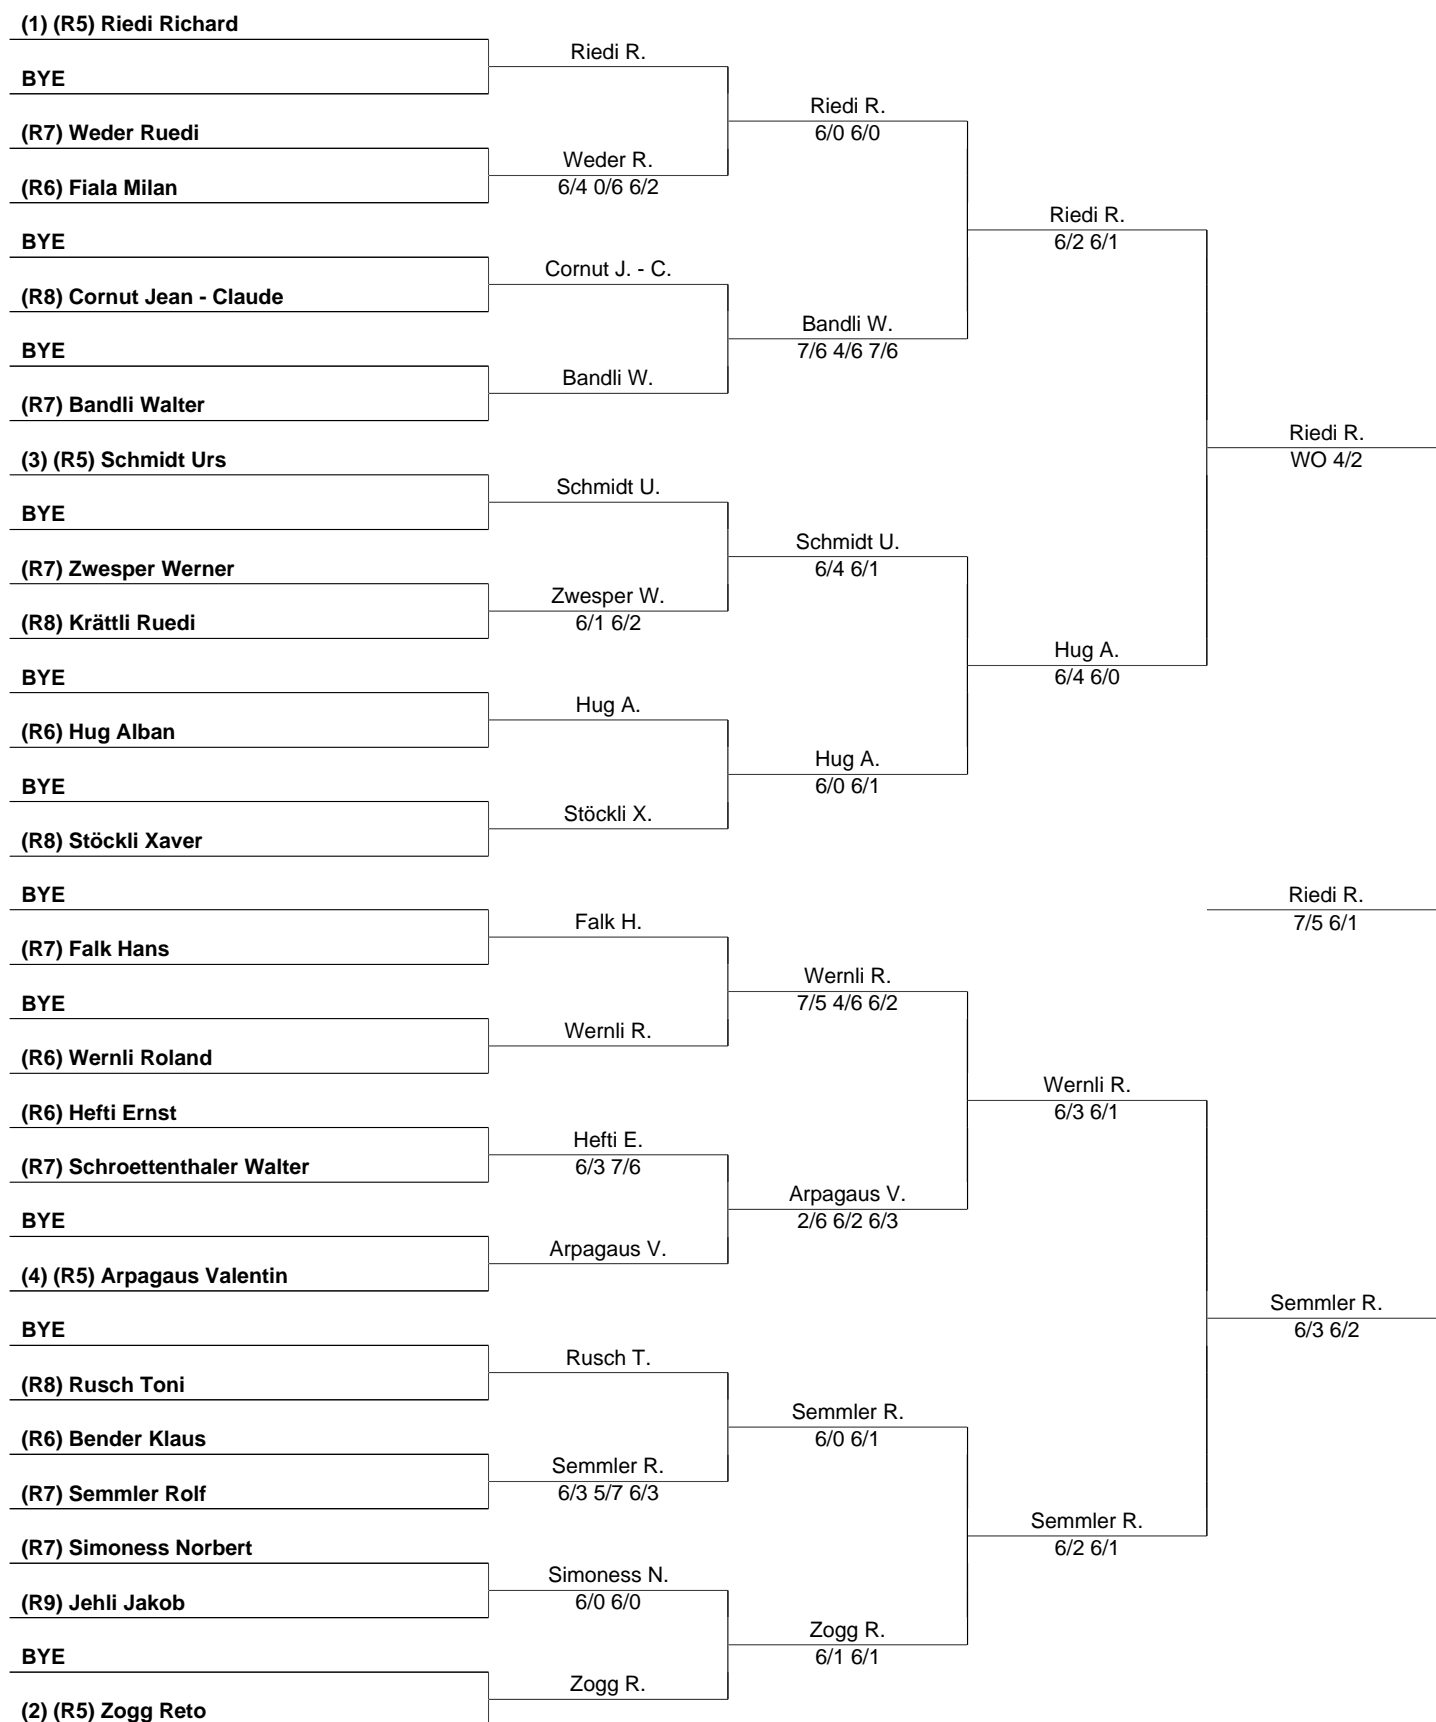 (1) (R5) Riedi Richard
BYE
(R7) Weder Ruedi
(R6) Fiala Milan
BYE
(R8) Cornut Jean - Claude
BYE
(R7) Bandli Walter
(3) (R5) Schmidt Urs
BYE
(R7) Zwesper Werner
(R8) Krättli Ruedi
BYE
(R6) Hug Alban
BYE
(R8) Stöckli Xaver
BYE
(R7) Falk Hans
BYE
(R6) Wernli Roland
(R6) Hefti Ernst
(R7) Schroettenthaler Walter
BYE
(4) (R5) Arpagaus Valentin
BYE
(R8) Rusch Toni
(R6) Bender Klaus
(R7) Semmler Rolf
(R7) Simoness Norbert
(R9) Jehli Jakob
BYE
(2) (R5) Zogg Reto
Riedi R.
Weder R.
6/4 0/6 6/2
Cornut J. - C.
Bandli W.
Schmidt U.
Zwesper W.
6/1 6/2
Hug A.
Stöckli X.
Falk H.
Wernli R.
Hefti E.
6/3 7/6
Arpagaus V.
Rusch T.
Semmler R.
6/3 5/7 6/3
Simoness N.
6/0 6/0
Zogg R.
Riedi R.
6/0 6/0
Bandli W.
7/6 4/6 7/6
Schmidt U.
6/4 6/1
Hug A.
6/0 6/1
Wernli R.
7/5 4/6 6/2
Arpagaus V.
2/6 6/2 6/3
Semmler R.
6/0 6/1
Zogg R.
6/1 6/1
Riedi R.
6/2 6/1
Hug A.
6/4 6/0
Wernli R.
6/3 6/1
Semmler R.
6/2 6/1
Riedi R.
WO 4/2
Riedi R.
7/5 6/1
Semmler R.
6/3 6/2